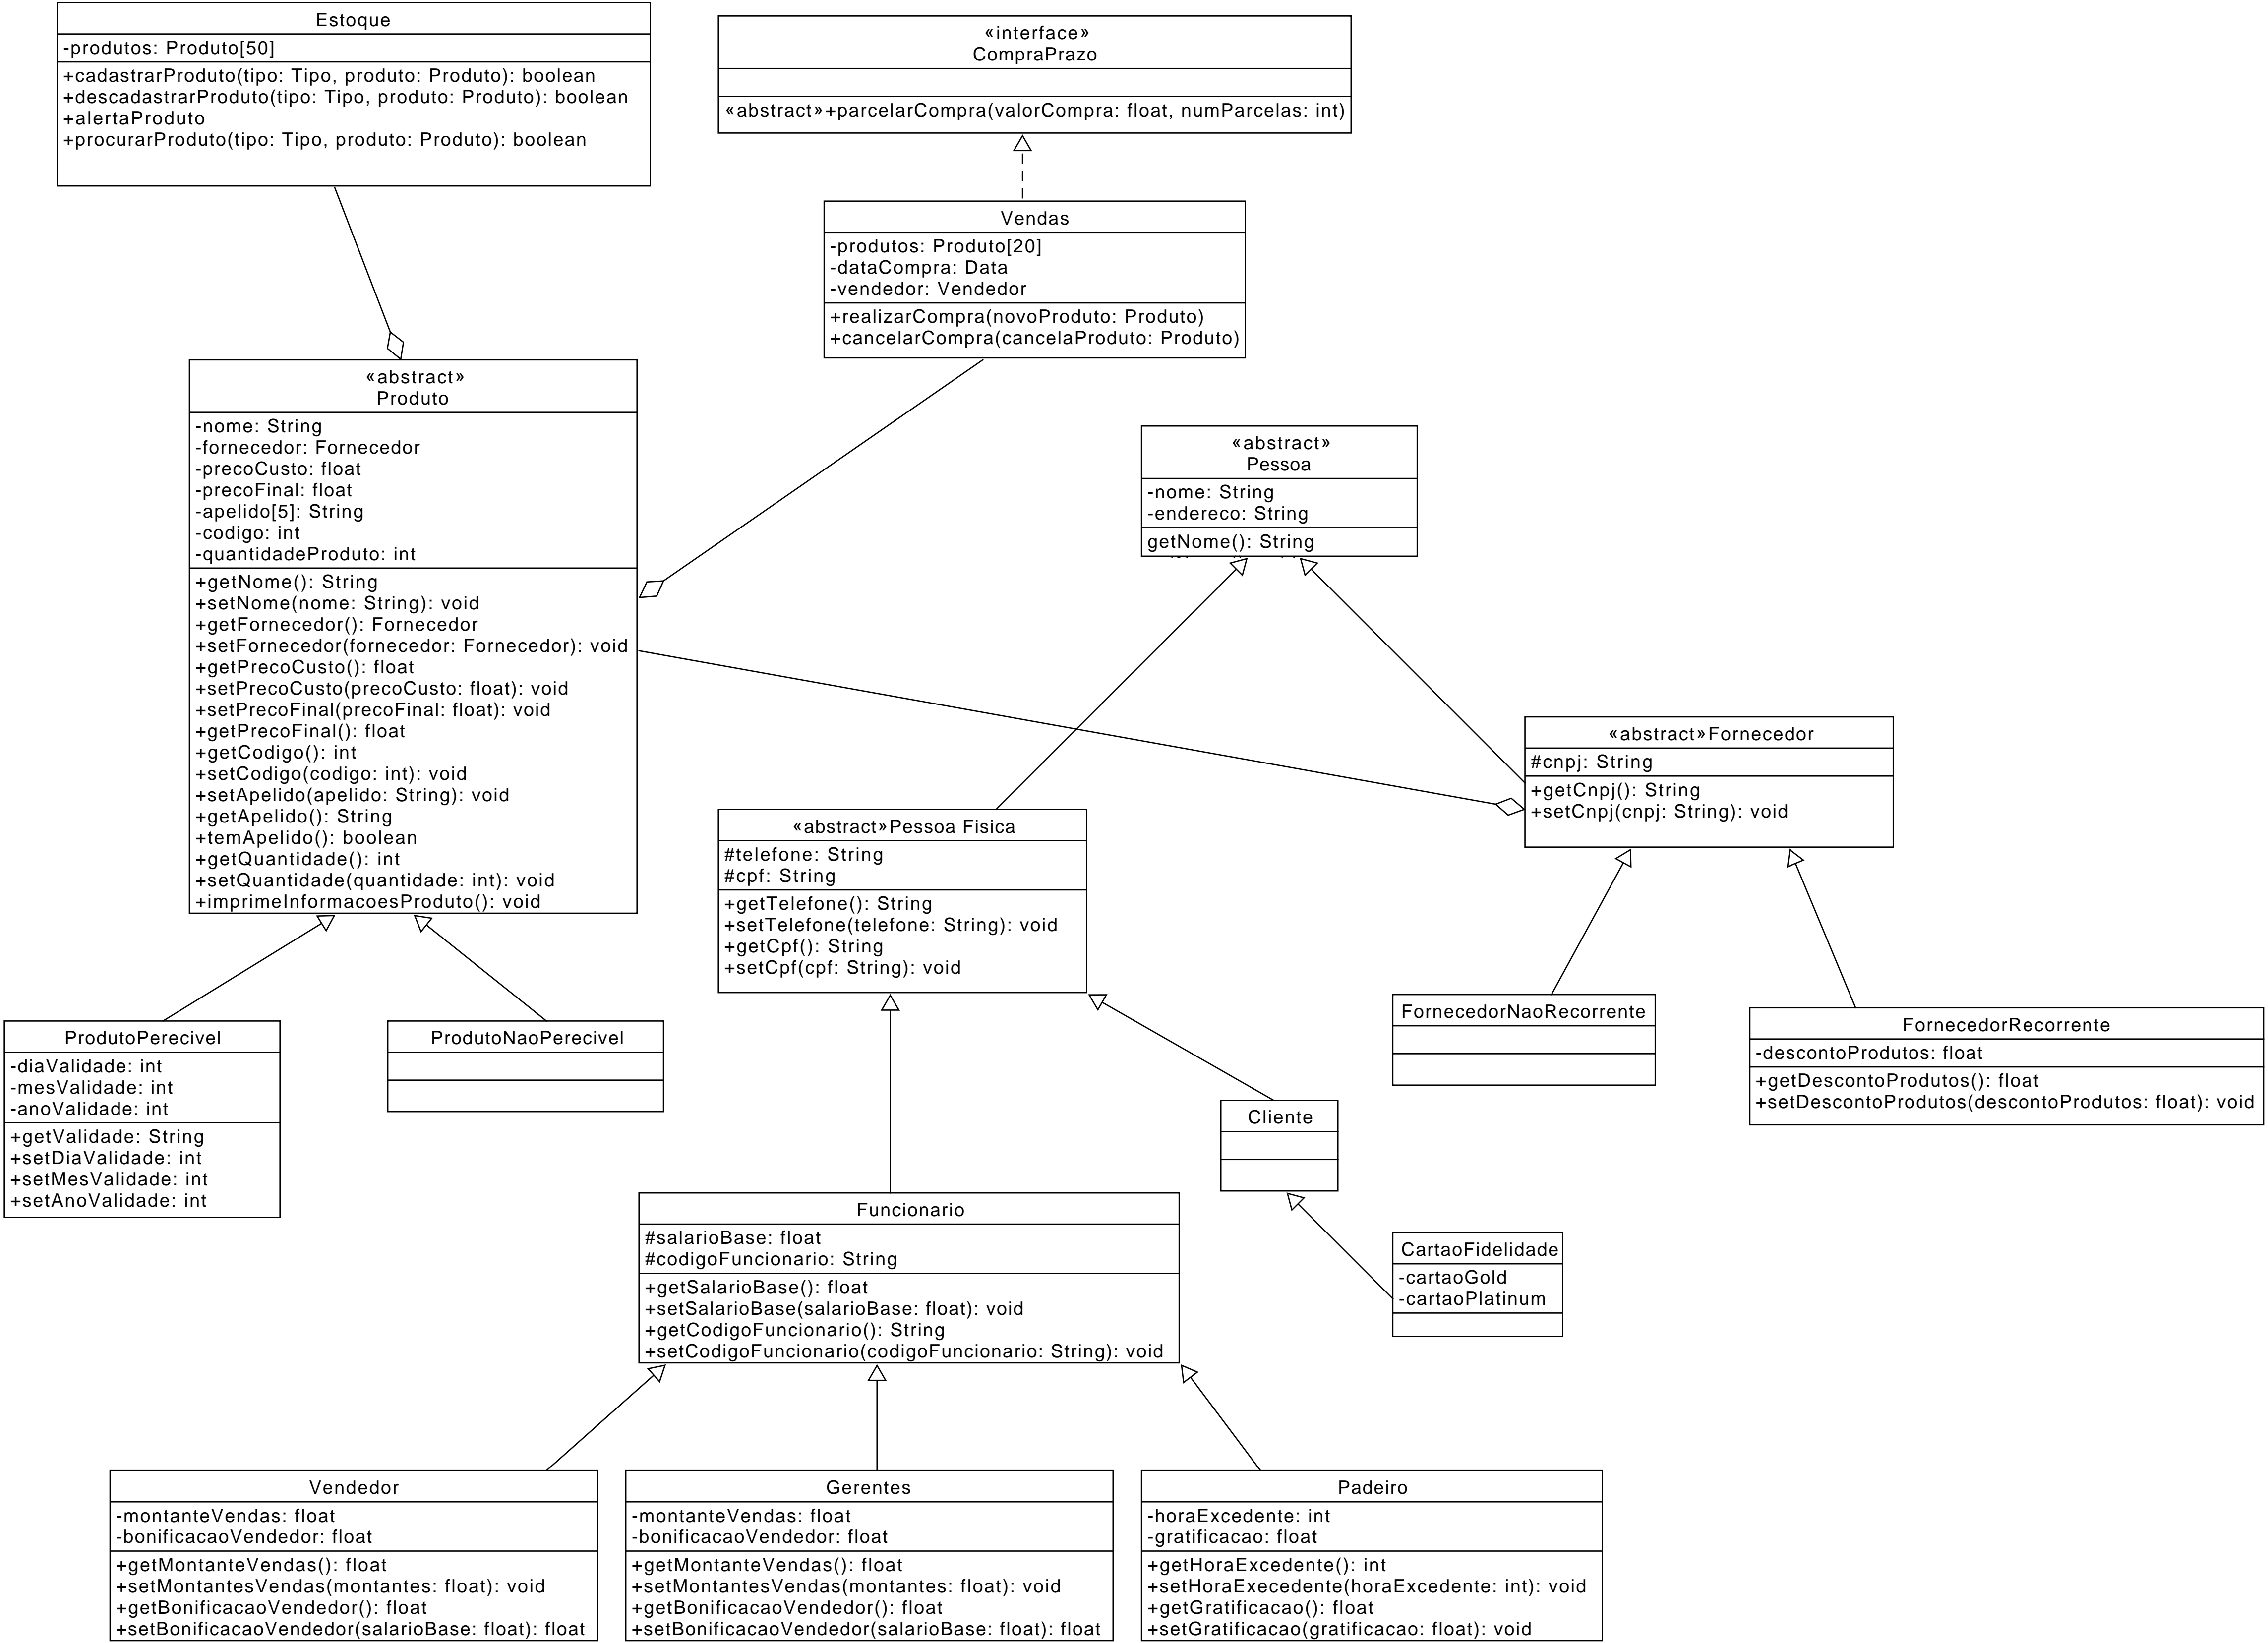 Estoque
-produtos: Produto[50]
+cadastrarProduto(tipo: Tipo, produto: Produto): boolean
+descadastrarProduto(tipo: Tipo, produto: Produto): boolean
+alertaProduto
+procurarProduto(tipo: Tipo, produto: Produto): boolean
«interface»
CompraPrazo
«abstract»+parcelarCompra(valorCompra: float, numParcelas: int)
Vendas
-produtos: Produto[20]
-dataCompra: Data
-vendedor: Vendedor
+realizarCompra(novoProduto: Produto)
+cancelarCompra(cancelaProduto: Produto)
«abstract»
Produto
-nome: String
-fornecedor: Fornecedor
-precoCusto: float
-precoFinal: float
-apelido[5]: String
-codigo: int
-quantidadeProduto: int
+getNome(): String
+setNome(nome: String): void
+getFornecedor(): Fornecedor
+setFornecedor(fornecedor: Fornecedor): void
+getPrecoCusto(): float
+setPrecoCusto(precoCusto: float): void
+setPrecoFinal(precoFinal: float): void
+getPrecoFinal(): float
+getCodigo(): int
+setCodigo(codigo: int): void
+setApelido(apelido: String): void
+getApelido(): String
+temApelido(): boolean
+getQuantidade(): int
+setQuantidade(quantidade: int): void
+imprimeInformacoesProduto(): void
«abstract»
Pessoa
-nome: String
-endereco: String
getNome(): String
«abstract»Fornecedor
#cnpj: String
+getCnpj(): String
+setCnpj(cnpj: String): void
«abstract»Pessoa Fisica
#telefone: String
#cpf: String
+getTelefone(): String
+setTelefone(telefone: String): void
+getCpf(): String
+setCpf(cpf: String): void
ProdutoPerecivel
-diaValidade: int
-mesValidade: int
-anoValidade: int
+getValidade: String
+setDiaValidade: int
+setMesValidade: int
+setAnoValidade: int
ProdutoNaoPerecivel
FornecedorNaoRecorrente
FornecedorRecorrente
-descontoProdutos: float
+getDescontoProdutos(): float
+setDescontoProdutos(descontoProdutos: float): void
Cliente
Funcionario
#salarioBase: float
#codigoFuncionario: String
+getSalarioBase(): float
+setSalarioBase(salarioBase: float): void
+getCodigoFuncionario(): String
+setCodigoFuncionario(codigoFuncionario: String): void
CartaoFidelidade
-cartaoGold
-cartaoPlatinum
Vendedor
-montanteVendas: float
-bonificacaoVendedor: float
+getMontanteVendas(): float
+setMontantesVendas(montantes: float): void
+getBonificacaoVendedor(): float
+setBonificacaoVendedor(salarioBase: float): float
Gerentes
-montanteVendas: float
-bonificacaoVendedor: float
+getMontanteVendas(): float
+setMontantesVendas(montantes: float): void
+getBonificacaoVendedor(): float
+setBonificacaoVendedor(salarioBase: float): float
Padeiro
-horaExcedente: int
-gratificacao: float
+getHoraExcedente(): int
+setHoraExecedente(horaExcedente: int): void
+getGratificacao(): float
+setGratificacao(gratificacao: float): void